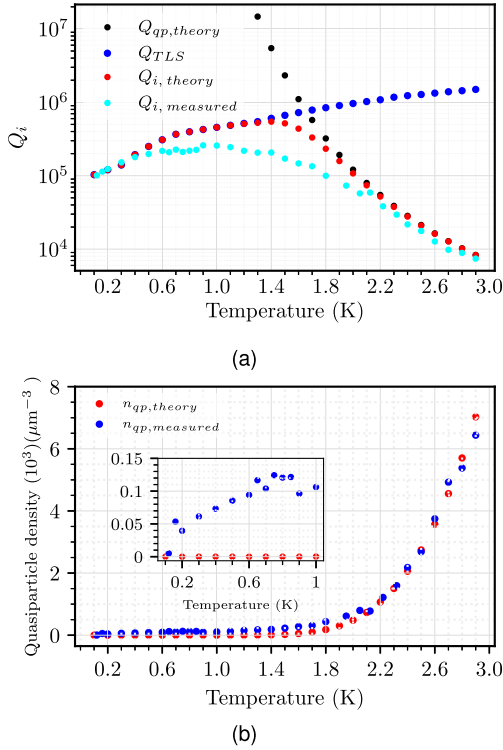 10^7
10^6
10^5
10^4
Q_i
Q_{qp,theory}
Q_{TLS}
Q_{i, theory}
Q_{i, measured}
0.2 0.6 1.0 1.4 1.8 2.2 2.6 3.0
Temperature (K)
(a)
Quasiparticle density (10^3)(μm^{−3})
8
7
6
5
4
3
2
1
0
n_{qp,theory}
n_{qp,measured}
0.15
0.1
0.05
0
0.2 0.6 1
Temperature (K)
0.2 0.6 1.0 1.4 1.8 2.2 2.6 3.0
Temperature (K)
(b)